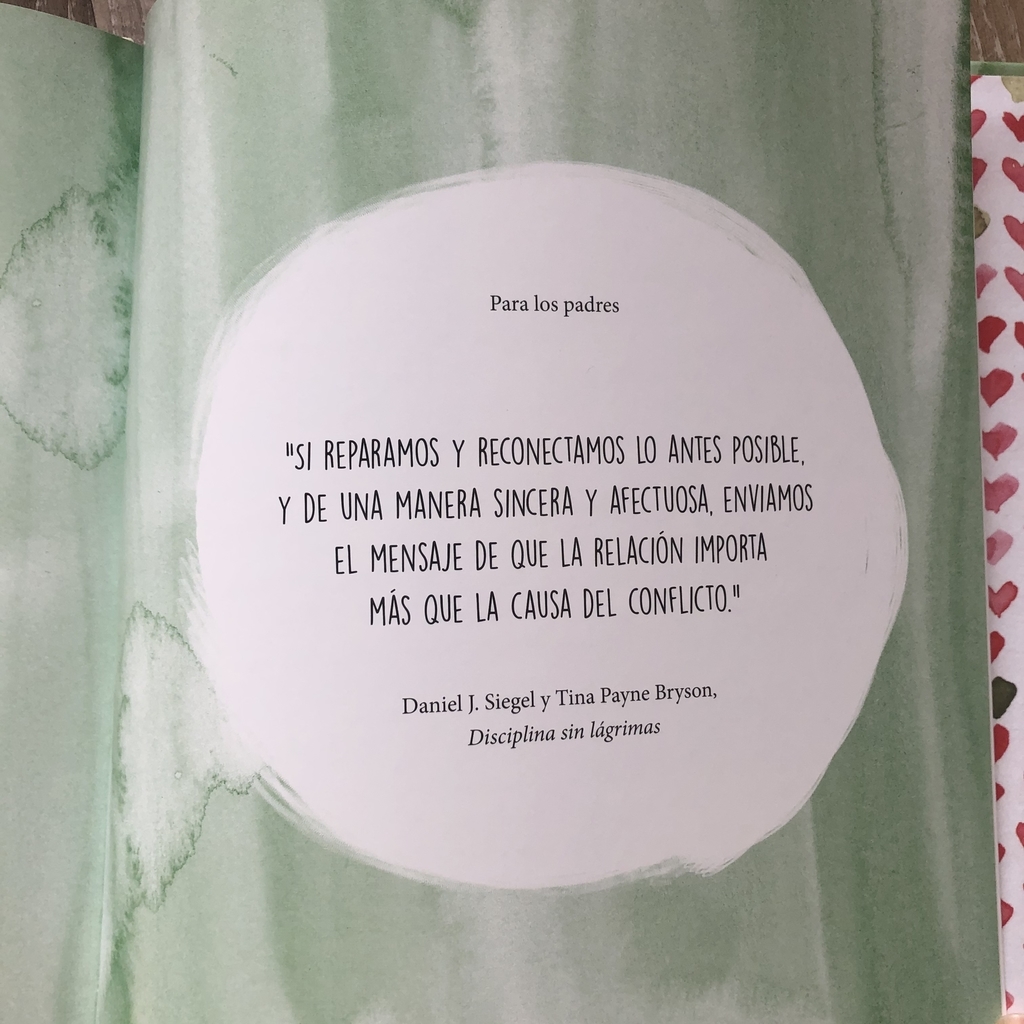 Para los padres
"SI REPARAMOS Y RECONECTAMOS LO ANTES POSIBLE,
Y DE UNA MANERA SINCERA Y AFECTUOSA, ENVIAMOS
EL MENSAJE DE QUE LA RELACIÓN IMPORTA
MÁS QUE LA CAUSA DEL CONFLICTO."
Daniel J. Siegel y Tina Payne Bryson,
Disciplina sin lágrimas